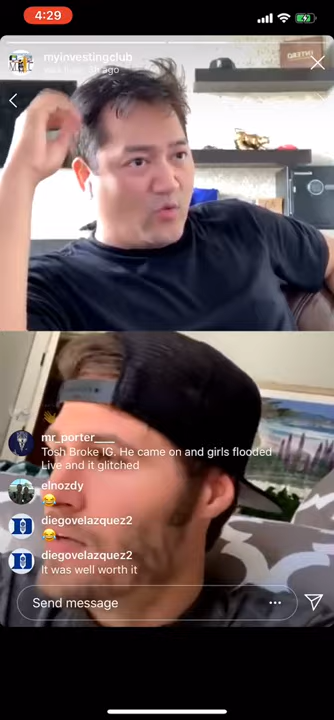 4:29
myinvestingclub
mr_porter____
Tosh Broke IG. He came on and girls flooded
Live and it glitched
elnozdy
diegovelazquez2
diegovelazquez2
It was well worth it
Send message